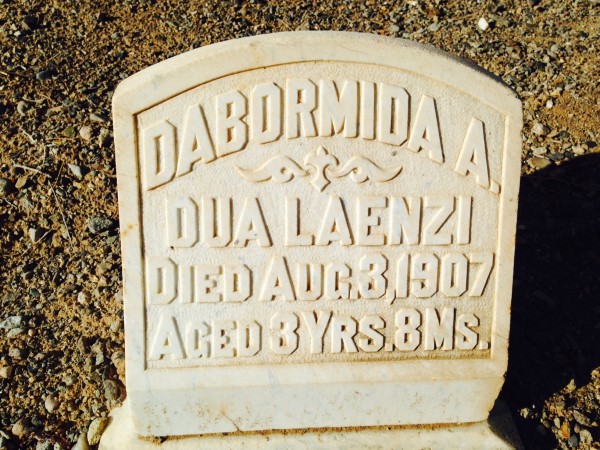 DABORMIDA A.
DUA LAENZI
DIED AUG. 3, 1907
AGED 3 YRS. 8 MS.